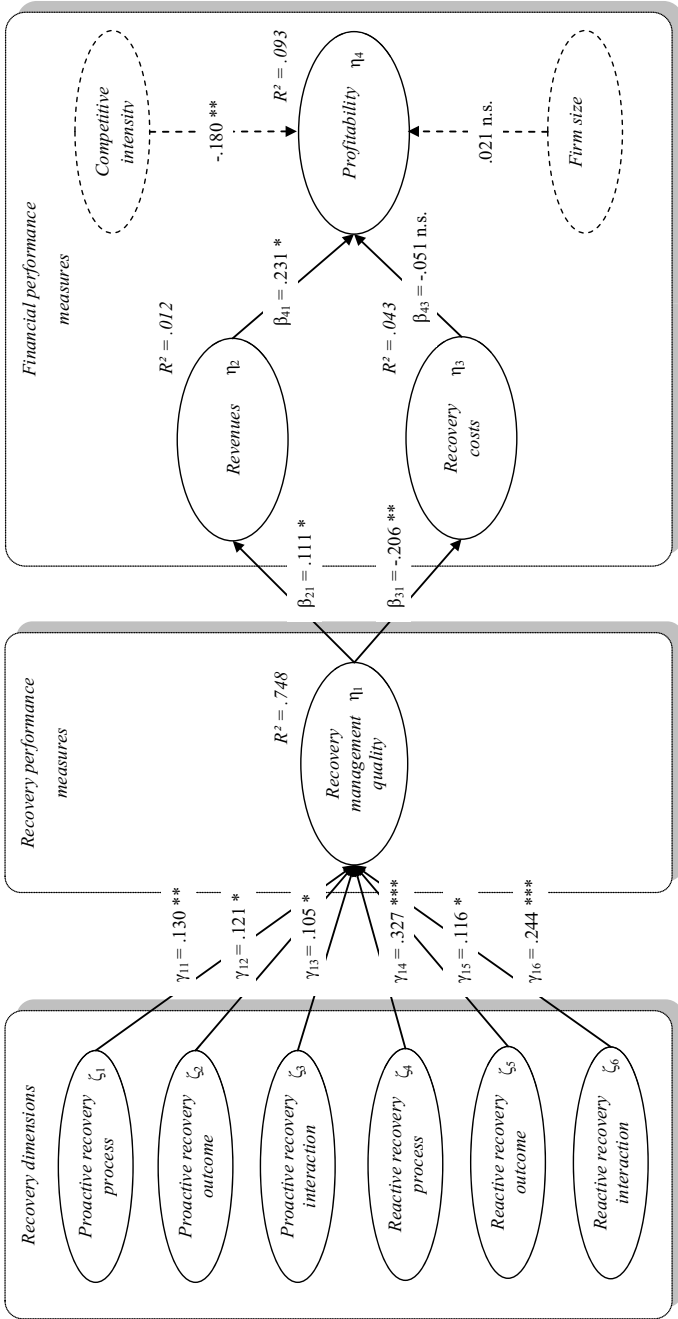 Recovery dimensions
Proactive recovery
process
ζ1
Proactive recovery
outcome
ζ2
Proactive recovery
interaction
ζ3
Reactive recovery
process
ζ4
Reactive recovery
outcome
ζ5
Reactive recovery
interaction
ζ6
γ11 = .130 **
γ12 = .121 *
γ13 = .105 *
γ14 = .327 ***
γ15 = .116 *
γ16 = .244 ***
Recovery performance
measures
R² = .748
Recovery
management
quality
η1
β21 = .111 *
β31 = -.206 **
Financial performance
measures
R² = .012
Revenues
η2
R² = .043
Recovery
costs
η3
β41 = .231 *
β43 = -.051 n.s.
Competitive
intensity
-.180 **
R² = .093
Profitability
η4
.021 n.s.
Firm size